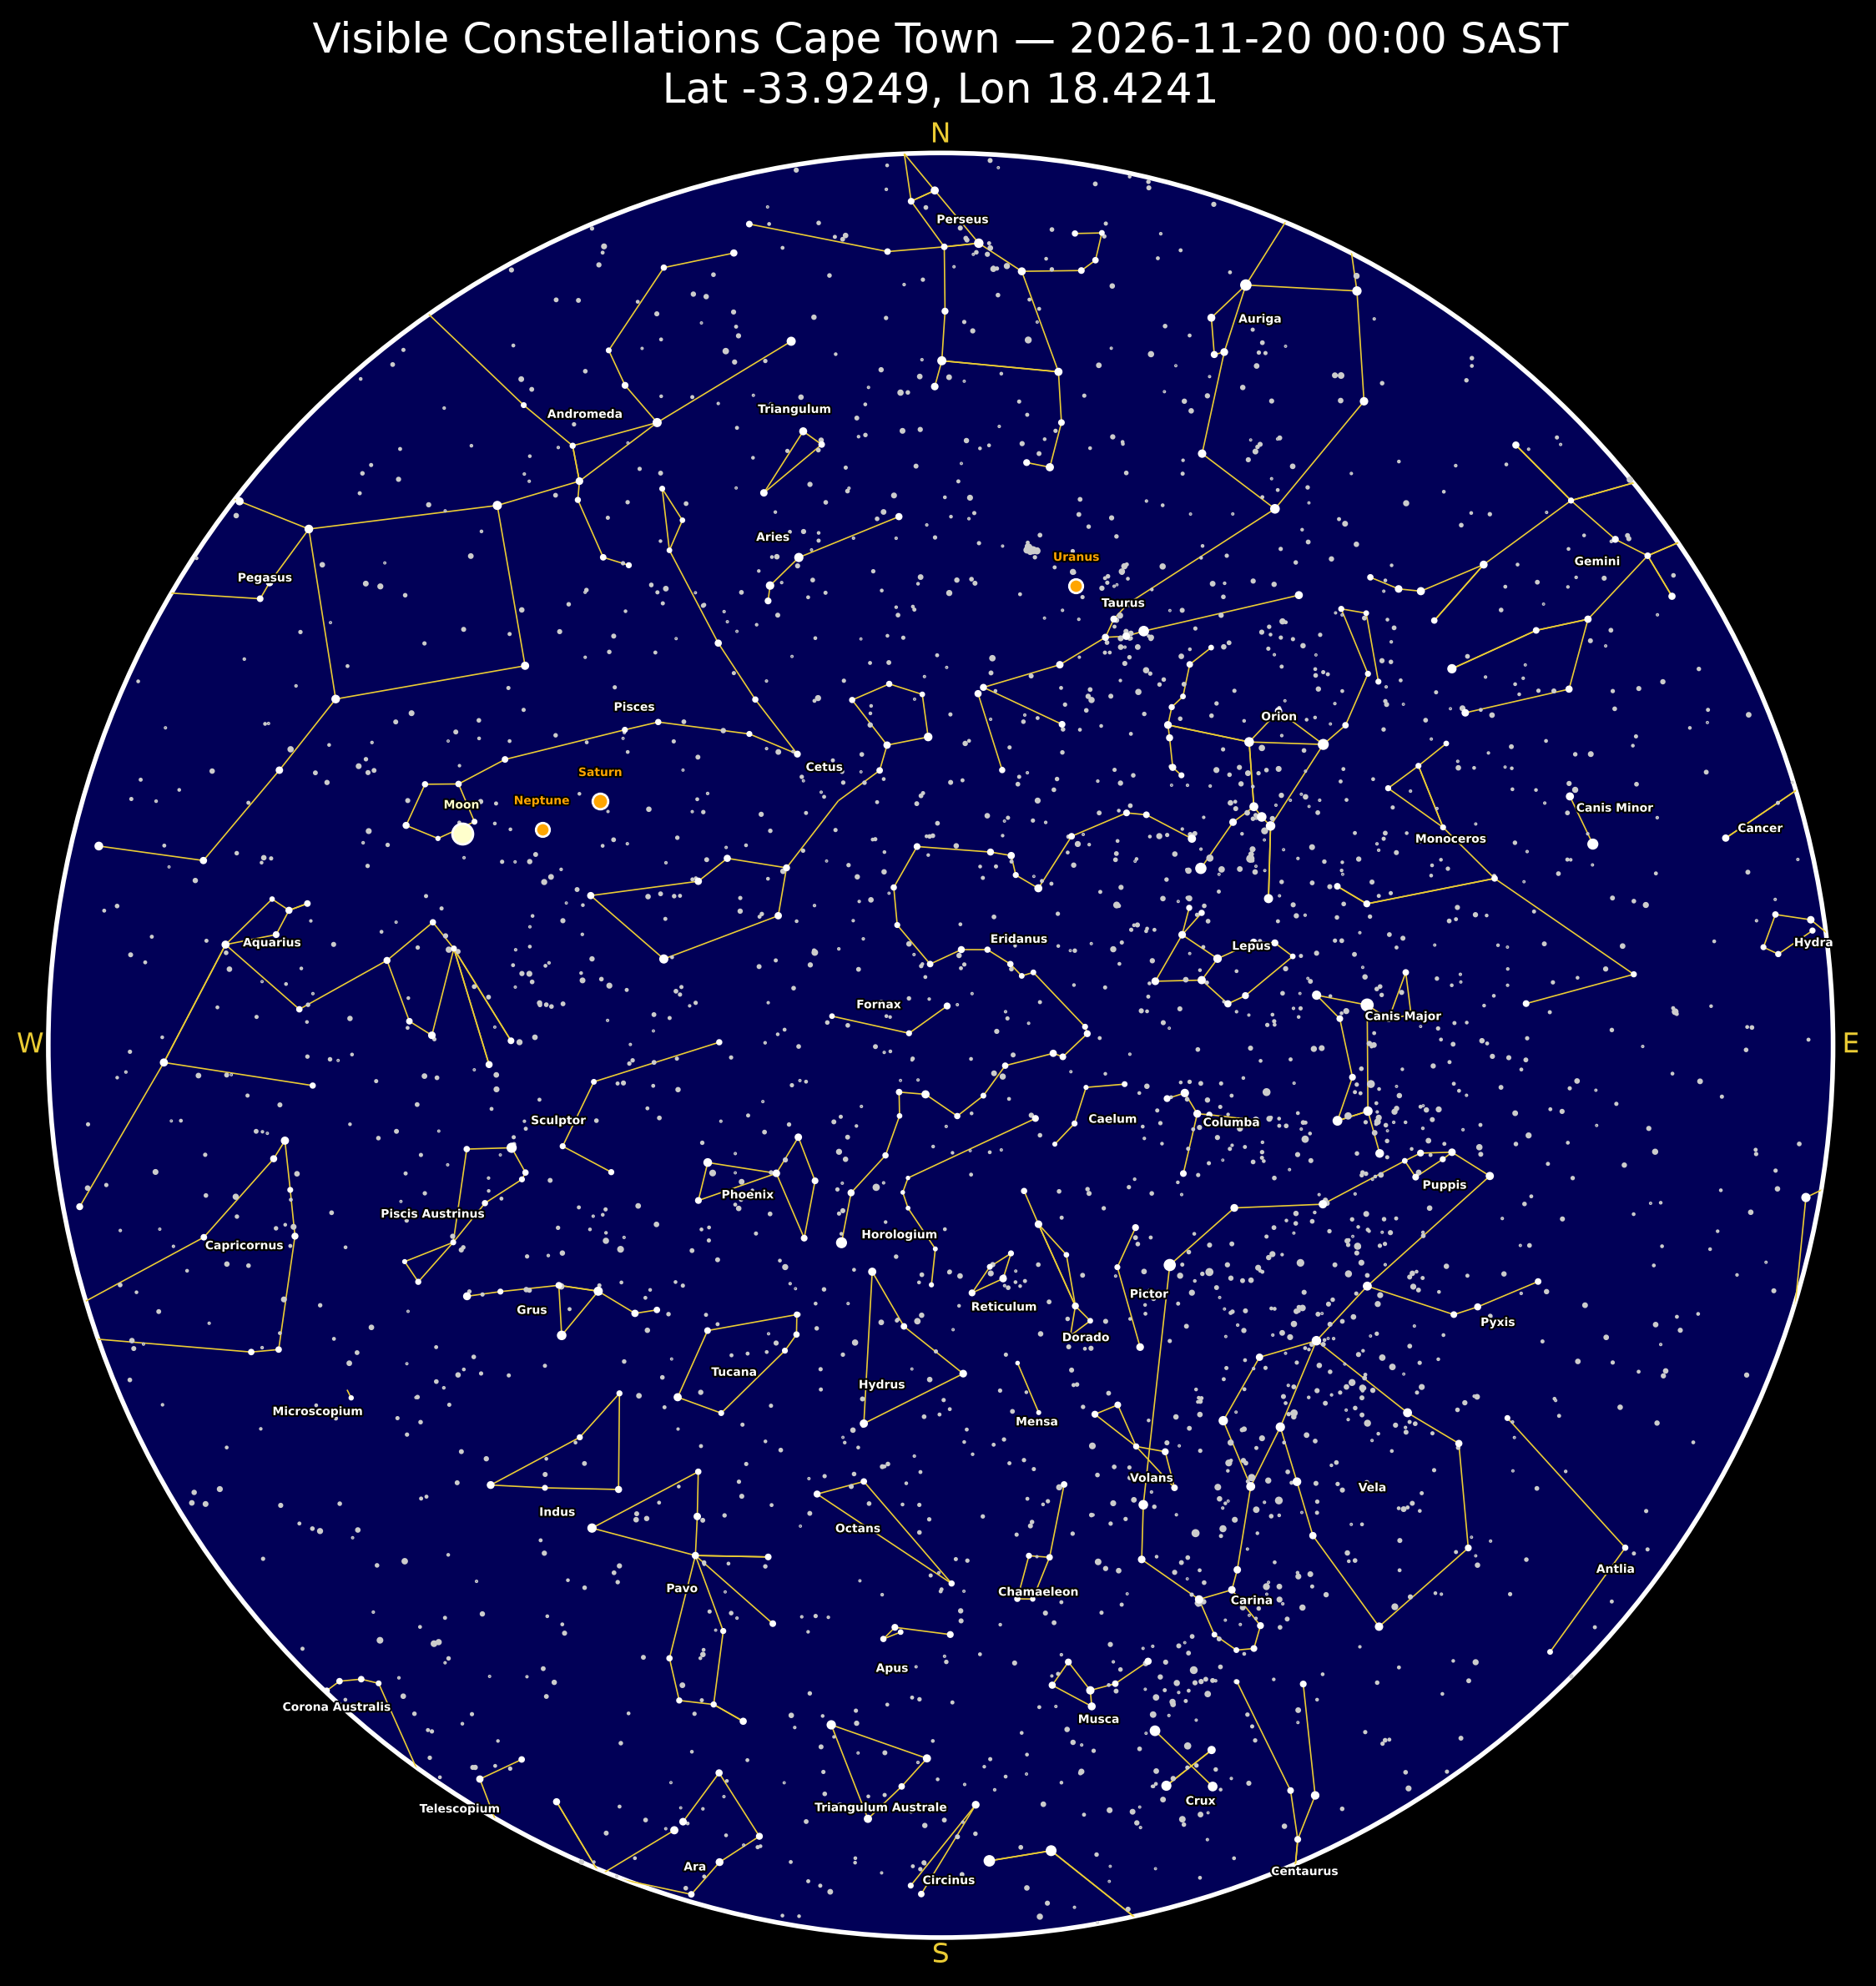 Visible Constellations Cape Town — 2026-11-20 00:00 SAST
Lat -33.9249, Lon 18.4241
N
Perseus
Auriga
Triangulum
Andromeda
Aries
Uranus
Gemini
Pegasus
Taurus
Pisces
Orion
Cetus
Saturn
Neptune
Moon
Canis Minor
Cancer
Monoceros
Aquarius
Eridanus
Lepus
Hydra
Fornax
Canis Major
W
E
Sculptor
Caelum
Columba
Phoenix
Puppis
Piscis Austrinus
Horologium
Capricornus
Pictor
Grus
Reticulum
Pyxis
Dorado
Tucana
Hydrus
Microscopium
Mensa
Volans
Vela
Indus
Octans
Antlia
Pavo
Chamaeleon
Carina
Apus
Corona Australis
Musca
Crux
Telescopium
Triangulum Australe
Ara
Centaurus
Circinus
S